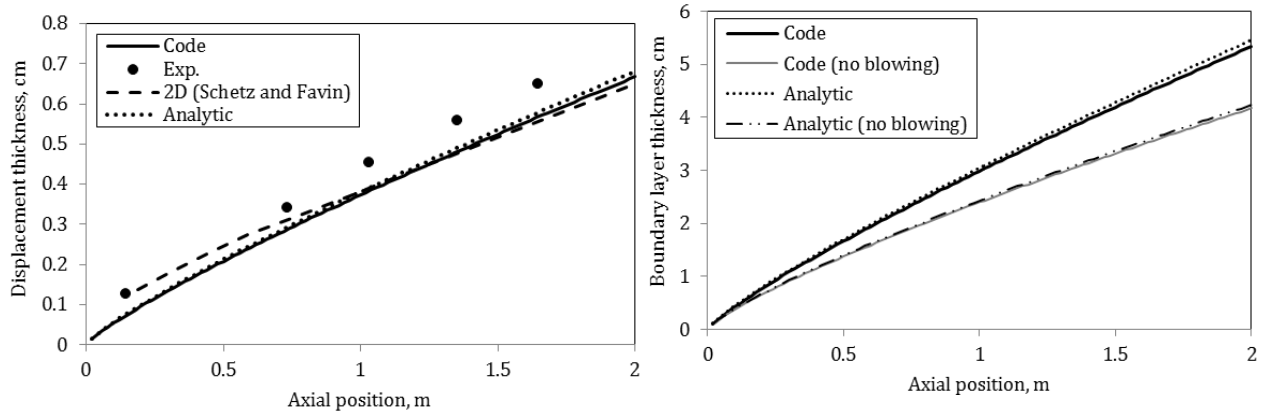 Displacement thickness, cm
0.8
0.7
0.6
0.5
0.4
0.3
0.2
0.1
0
Code
Exp.
2D (Schetz and Favin)
Analytic
0
0.5
1
1.5
2
Axial position, m
Boundary layer thickness, cm
6
5
4
3
2
1
0
Code
Code (no blowing)
Analytic
Analytic (no blowing)
0
0.5
1
1.5
2
Axial position, m